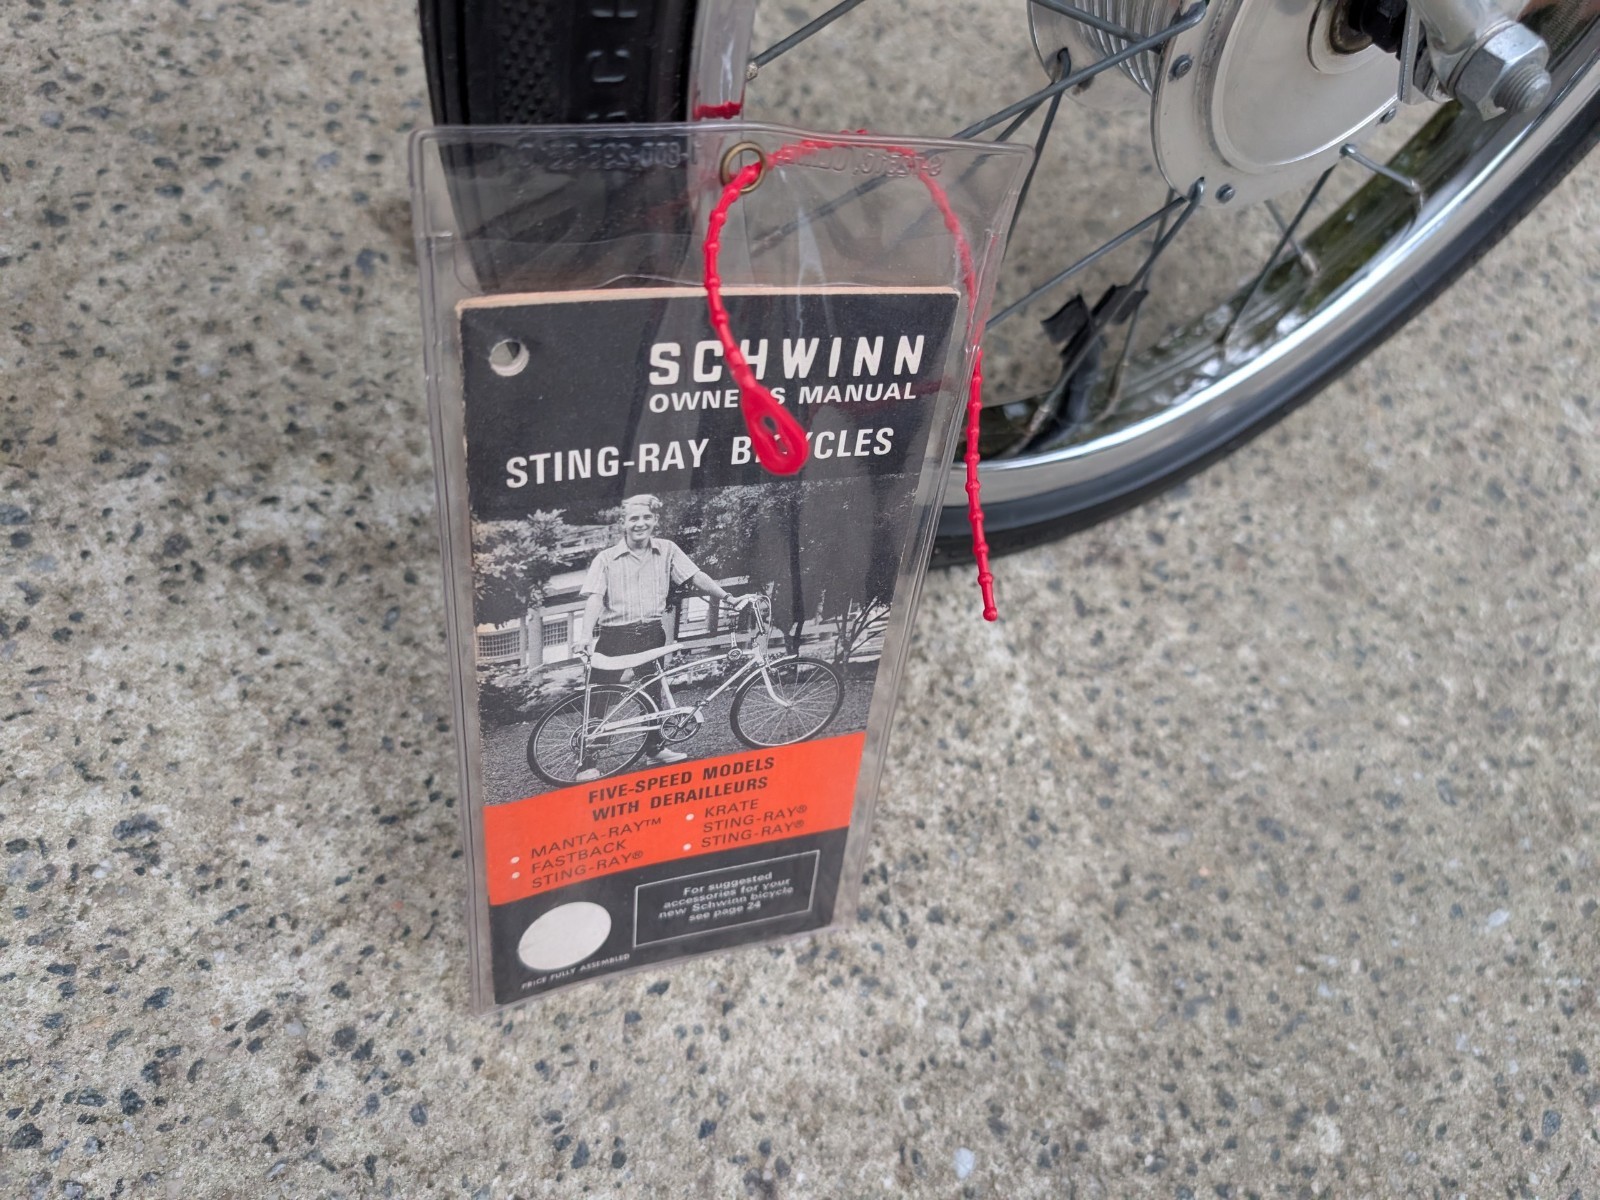 SCHWINN
OWNE S MANUAL
STING-RAY BICYCLES
FIVE-SPEED MODELS
WITH DERAILLEURS
• MANTA-RAY™
• FASTBACK
STING-RAY®
• KRATE
STING-RAY®
• STING-RAY®
For suggested
accessories for your
new Schwinn bicycle
see page 24
PRICE FULLY ASSEMBLED